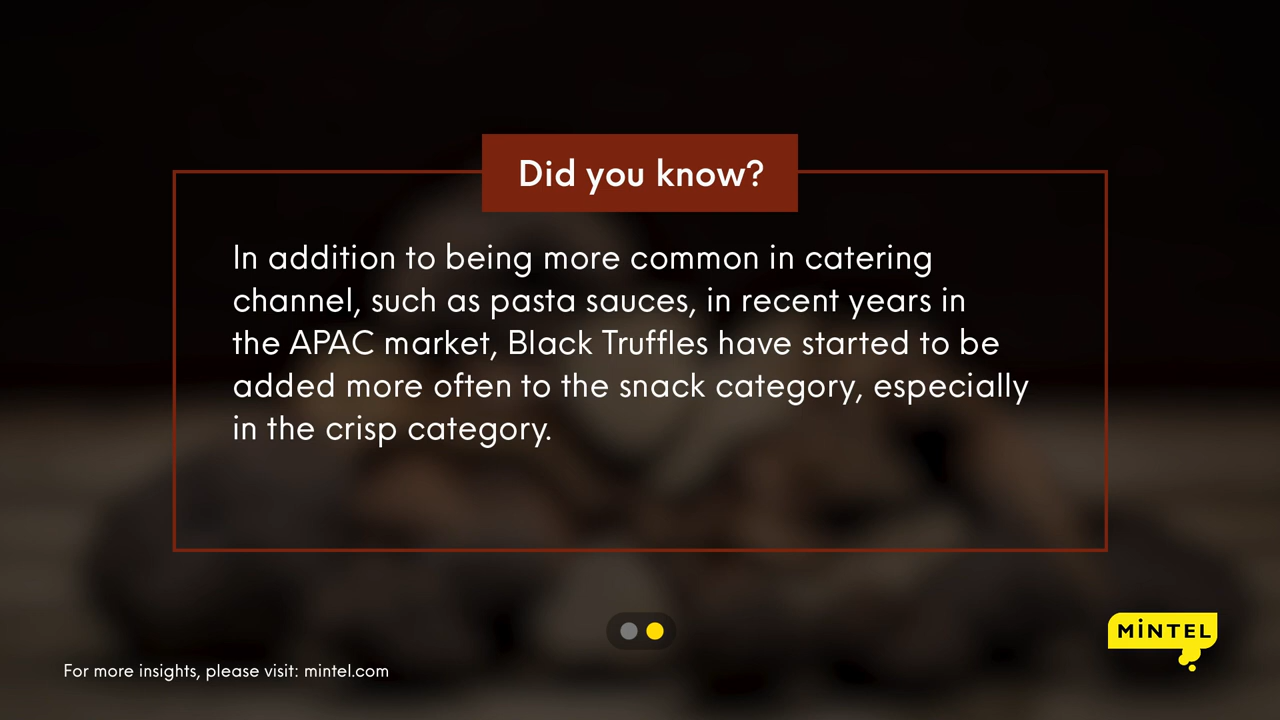 Did you know?
In addition to being more common in catering
channel, such as pasta sauces, in recent years in
the APAC market, Black Truffles have started to be
added more often to the snack category, especially
in the crisp category.
For more insights, please visit: mintel.com
MiNTEL